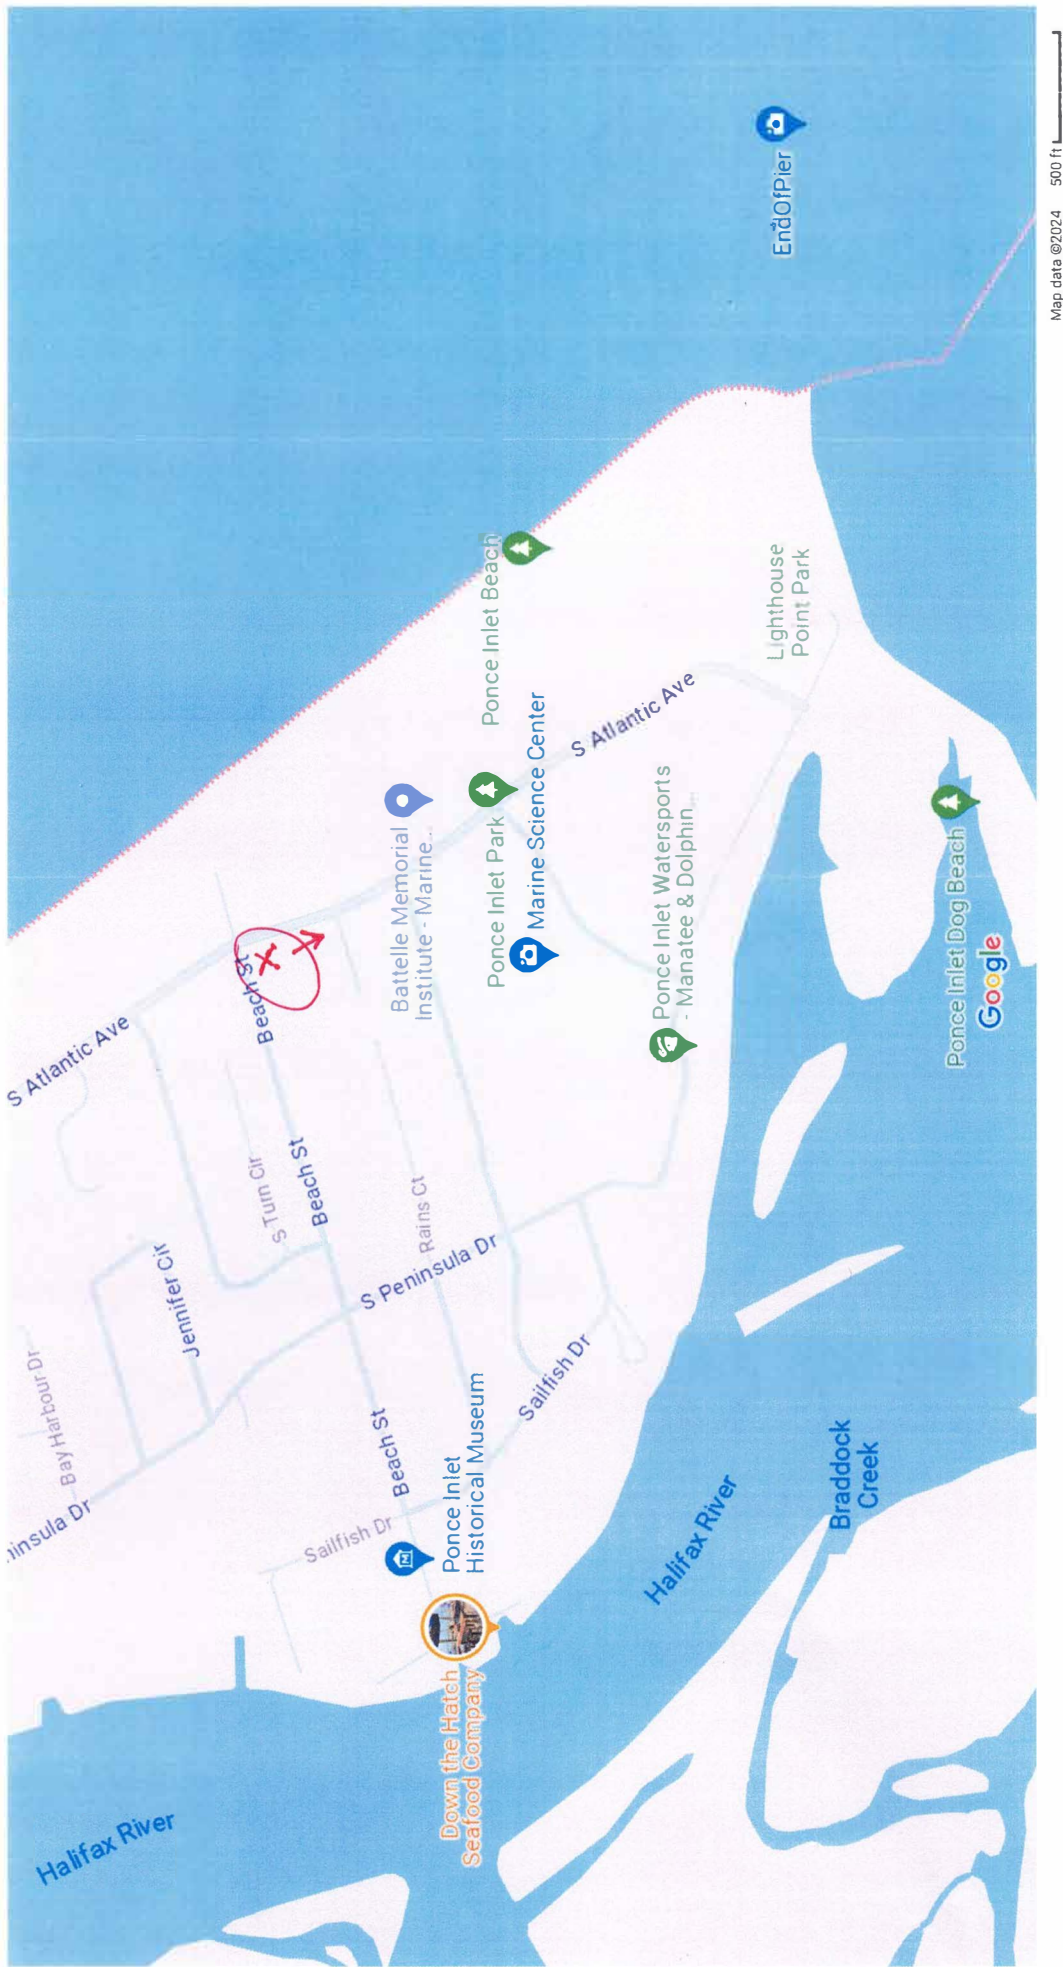 S Atlantic Ave
Bay Harbour Dr
ninsula Dr
Jennifer Cir
S Turn Cir
Beach St
Beach St
Beach St
Rains Ct
S Peninsula Dr
Sailfish Dr
Sailfish Dr
Halifax River
Ponce Inlet
Historical Museum
Down the Hatch
Seafood Company
Battelle Memorial
Institute - Marine...
Ponce Inlet Park
Marine Science Center
Ponce Inlet Beach
S Atlantic Ave
Ponce Inlet Watersports
- Manatee & Dolphin...
Lighthouse
Point Park
EndOfPier
Halifax River
Braddock
Creek
Ponce Inlet Dog Beach
Google
Map data ©2024 500 ft